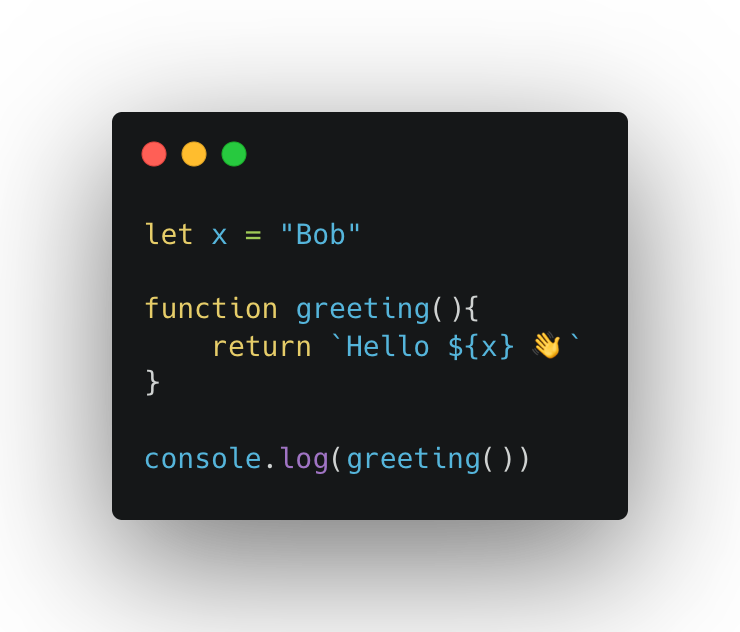 let x = "Bob"
function greeting(){
    return `Hello ${x} 👋`
}
console.log(greeting())